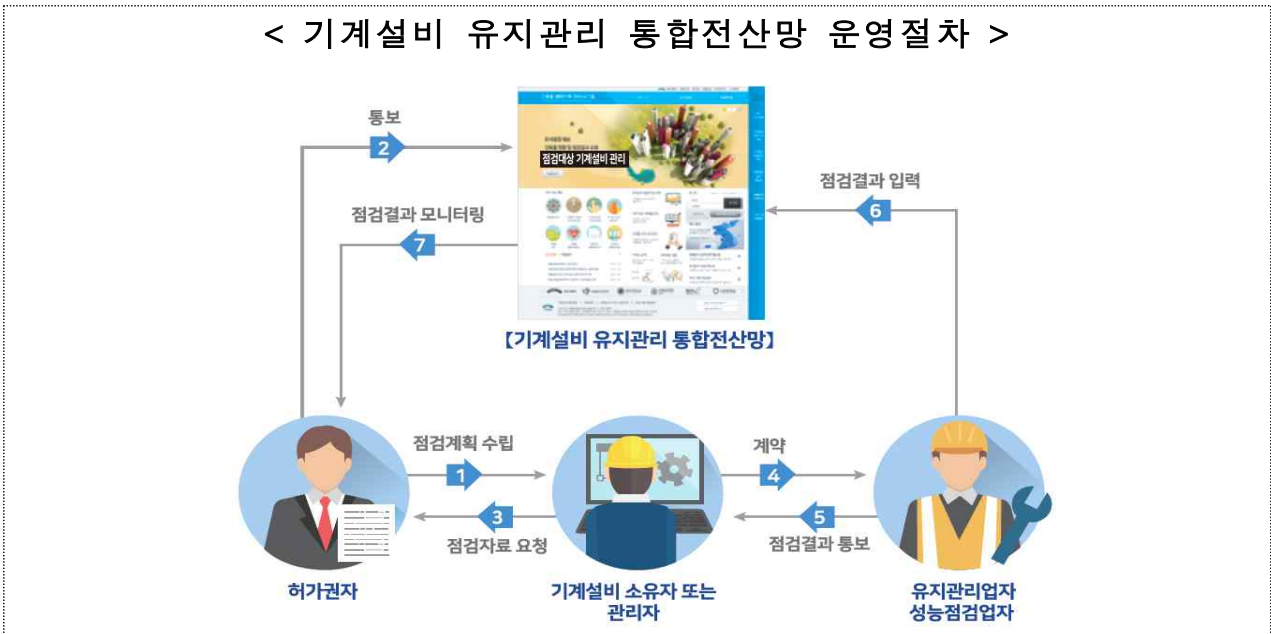 < 기계설비 유지관리 통합전산망 운영절차 >
통보
2
점검대상 기계설비 관리
점검결과 입력
6
점검결과 모니터링
7
【기계설비 유지관리 통합전산망】
점검계획 수립
1
계약
4
3
점검자료 요청
5
점검결과 통보
허가권자
기계설비 소유자 또는
관리자
유지관리업자
성능점검업자